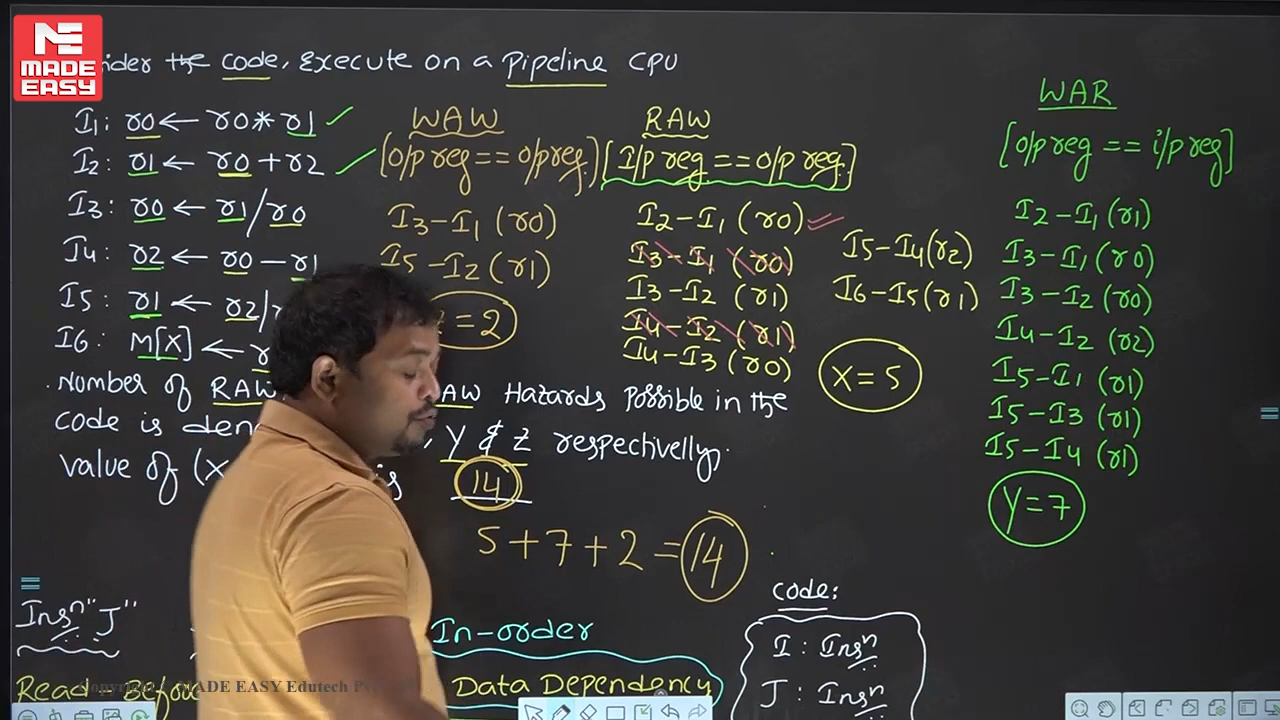 MADE
EASY
ider the code, Execute on a Pipeline CPU
I1: r0 ← r0 * r1
I2: r1 ← r0 + r2
I3: r0 ← r1 / r0
I4: r2 ← r0 - r1
I5: r1 ← r2 /
I6: M[X] ←
Number of RAW
RAW Hazards Possible in the
code is
Y & Z respectivelly,
value of (X
is 14
WAW
[O/p reg == O/p reg]
I3-I1 (r0)
I5-I2 (r1)
= 2
RAW
[I/p reg == O/p reg]
I2-I1 (r0)
I3-I1 (r0)
I3-I2 (r1)
I4-I2 (r1)
I4-I3 (r0)
I5-I4(r2)
I6-I5(r1)
X = 5
WAR
[O/p reg == i/p reg]
I2-I1 (r1)
I3-I1 (r0)
I3-I2 (r0)
I4-I2 (r2)
I5-I1 (r1)
I5-I3 (r1)
I5-I4 (r1)
Y = 7
5 + 7 + 2 = 14
Insn "J"
In-order
Read - Before
Data Dependency
code:
I : Insn
J : Insn
MADE EASY Edutech